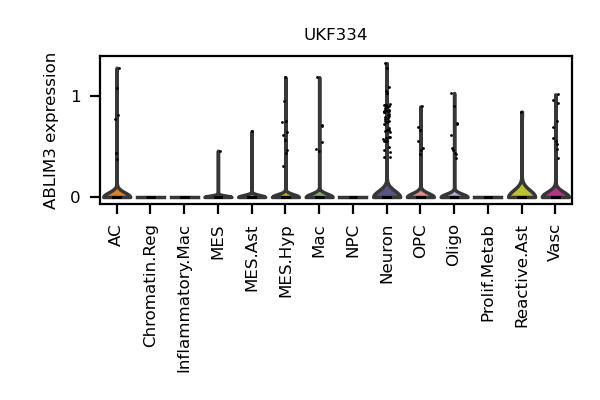 UKF334
ABLIM3 expression
1
0
AC
Chromatin.Reg
Inflammatory.Mac
MES
MES.Ast
MES.Hyp
Mac
NPC
Neuron
OPC
Oligo
Prolif.Metab
Reactive.Ast
Vasc